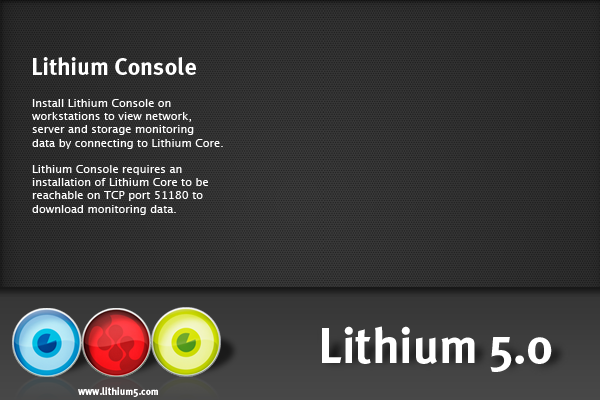 Lithium Console
Install Lithium Console on
workstations to view network,
server and storage monitoring
data by connecting to Lithium Core.
Lithium Console requires an
installation of Lithium Core to be
reachable on TCP port 51180 to
download monitoring data.
Lithium 5.0
www.lithium5.com